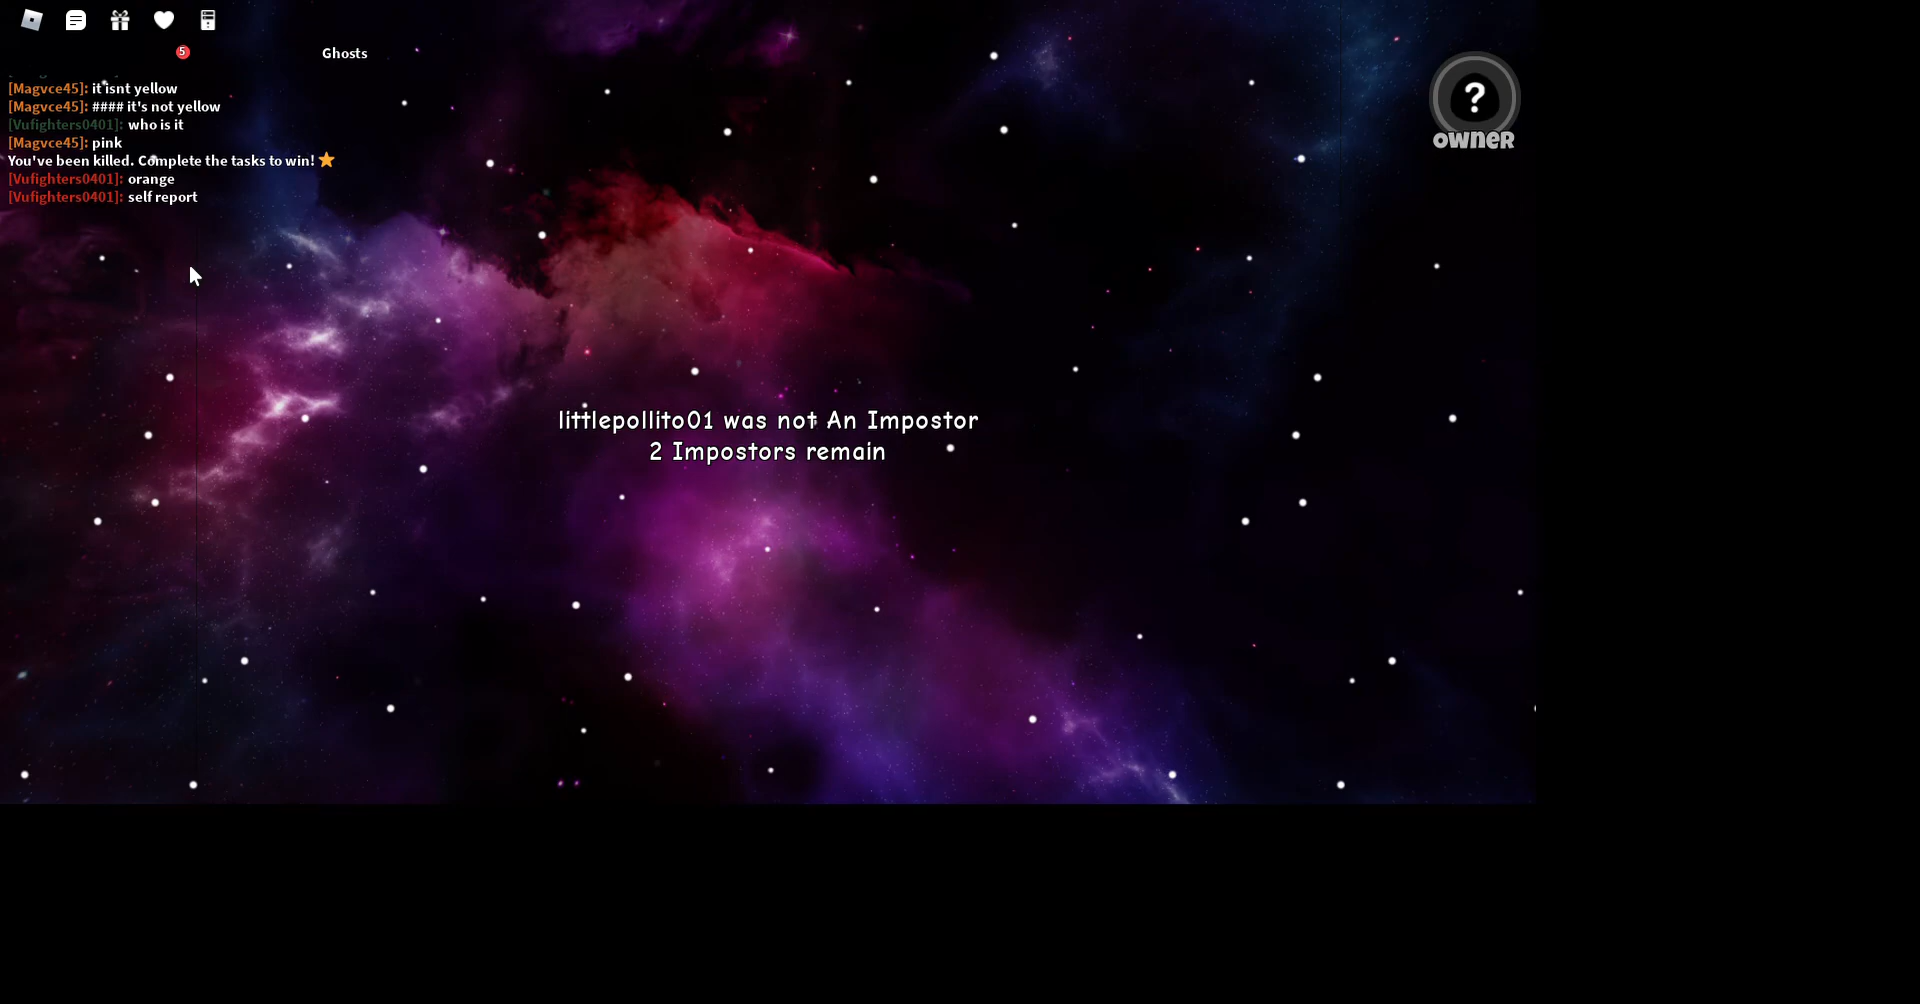 5
Ghosts
[Magvce45]: it isnt yellow
[Magvce45]: #### it's not yellow
[Vufighters0401]: who is it
[Magvce45]: pink
You've been killed. Complete the tasks to win!
[Vufighters0401]: orange
[Vufighters0401]: self report
?
OWNER
littlepollito01 was not An Impostor
2 Impostors remain